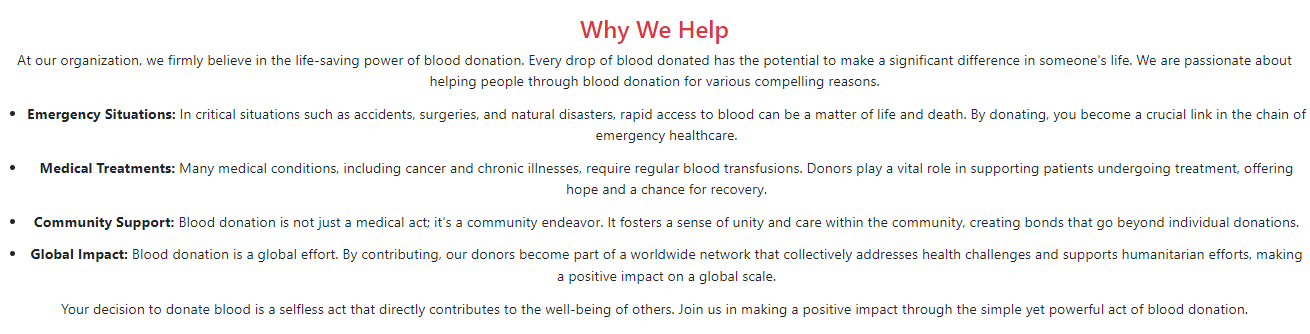 Why We Help
At our organization, we firmly believe in the life-saving power of blood donation. Every drop of blood donated has the potential to make a significant difference in someone's life. We are passionate about
helping people through blood donation for various compelling reasons.
• Emergency Situations: In critical situations such as accidents, surgeries, and natural disasters, rapid access to blood can be a matter of life and death. By donating, you become a crucial link in the chain of
emergency healthcare.
• Medical Treatments: Many medical conditions, including cancer and chronic illnesses, require regular blood transfusions. Donors play a vital role in supporting patients undergoing treatment, offering
hope and a chance for recovery.
• Community Support: Blood donation is not just a medical act; it's a community endeavor. It fosters a sense of unity and care within the community, creating bonds that go beyond individual donations.
• Global Impact: Blood donation is a global effort. By contributing, our donors become part of a worldwide network that collectively addresses health challenges and supports humanitarian efforts, making
a positive impact on a global scale.
Your decision to donate blood is a selfless act that directly contributes to the well-being of others. Join us in making a positive impact through the simple yet powerful act of blood donation.